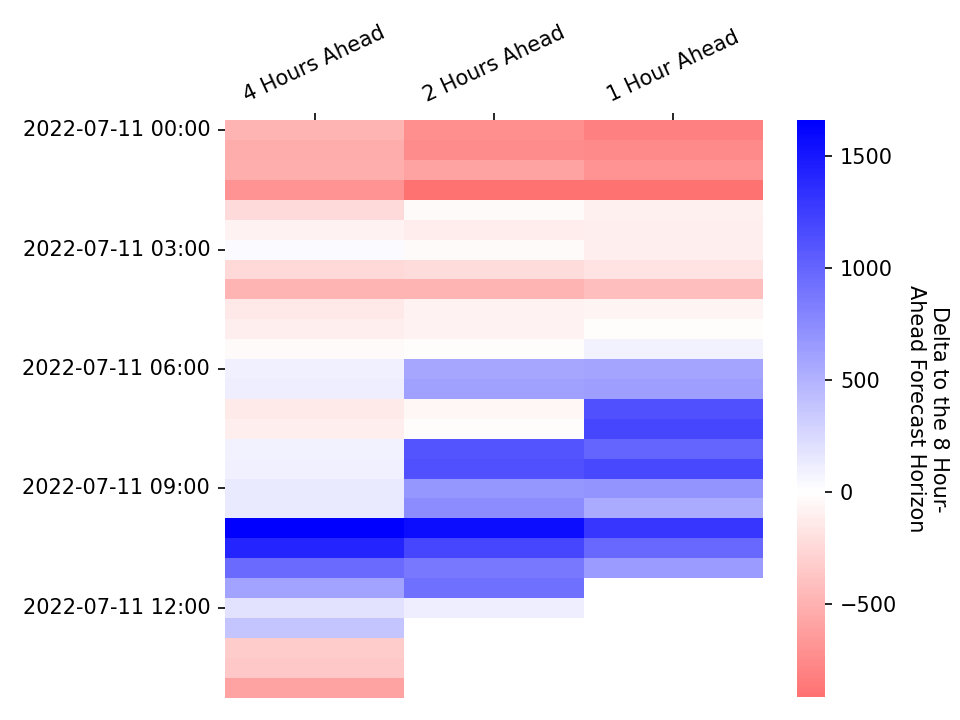 4 Hours Ahead
2 Hours Ahead
1 Hour Ahead
2022-07-11 00:00
2022-07-11 03:00
2022-07-11 06:00
2022-07-11 09:00
2022-07-11 12:00
1500
1000
500
0
−500
Delta to the 8 Hour-
Ahead Forecast Horizon